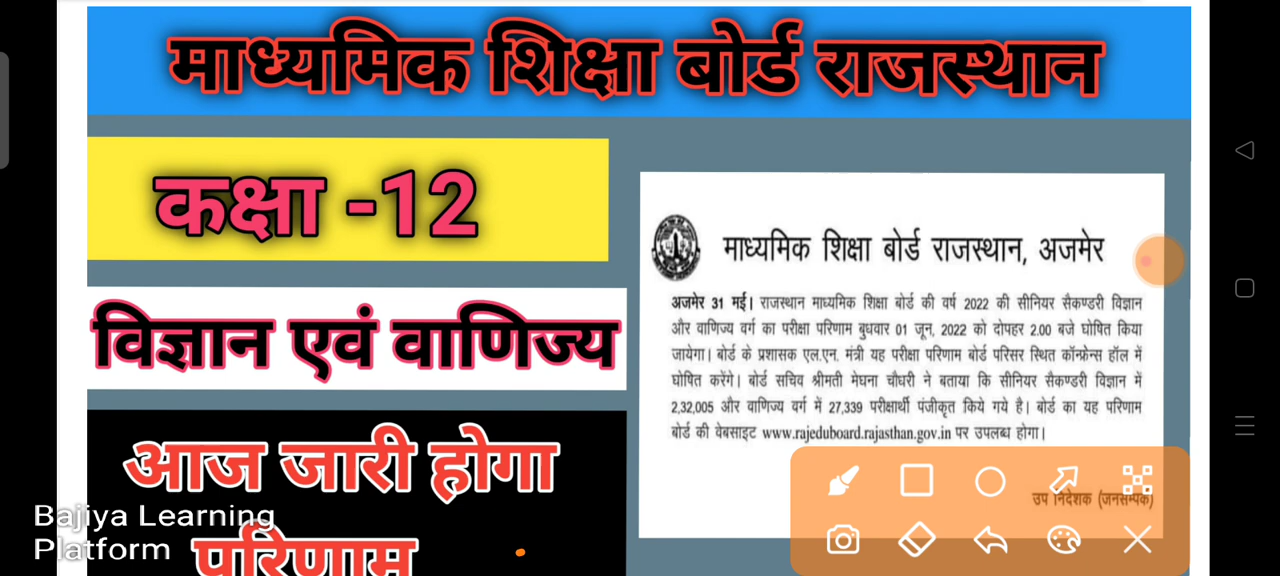 माध्यमिक शिक्षा बोर्ड राजस्थान
कक्षा -12
विज्ञान एवं वाणिज्य
आज जारी होगा
परिणाम
माध्यमिक शिक्षा बोर्ड राजस्थान, अजमेर
अजमेर 31 मई। राजस्थान माध्यमिक शिक्षा बोर्ड की वर्ष 2022 की सीनियर सैकण्डरी विज्ञान
और वाणिज्य वर्ग का परीक्षा परिणाम बुधवार 01 जून, 2022 को दोपहर 2.00 बजे घोषित किया
जायेगा। बोर्ड के प्रशासक एल.एन. मंत्री यह परीक्षा परिणाम बोर्ड परिसर स्थित कॉन्फ्रेन्स हॉल में
घोषित करेंगे। बोर्ड सचिव श्रीमती मेघना चौधरी ने बताया कि सीनियर सैकण्डरी विज्ञान में
2,32,005 और वाणिज्य वर्ग में 27,339 परीक्षार्थी पंजीकृत किये गये है। बोर्ड का यह परिणाम
बोर्ड की वेबसाइट www.rajeduboard.rajasthan.gov.in पर उपलब्ध होगा।
उप निदेशक (जनसम्पर्क)
Bajiya Learning
Platform